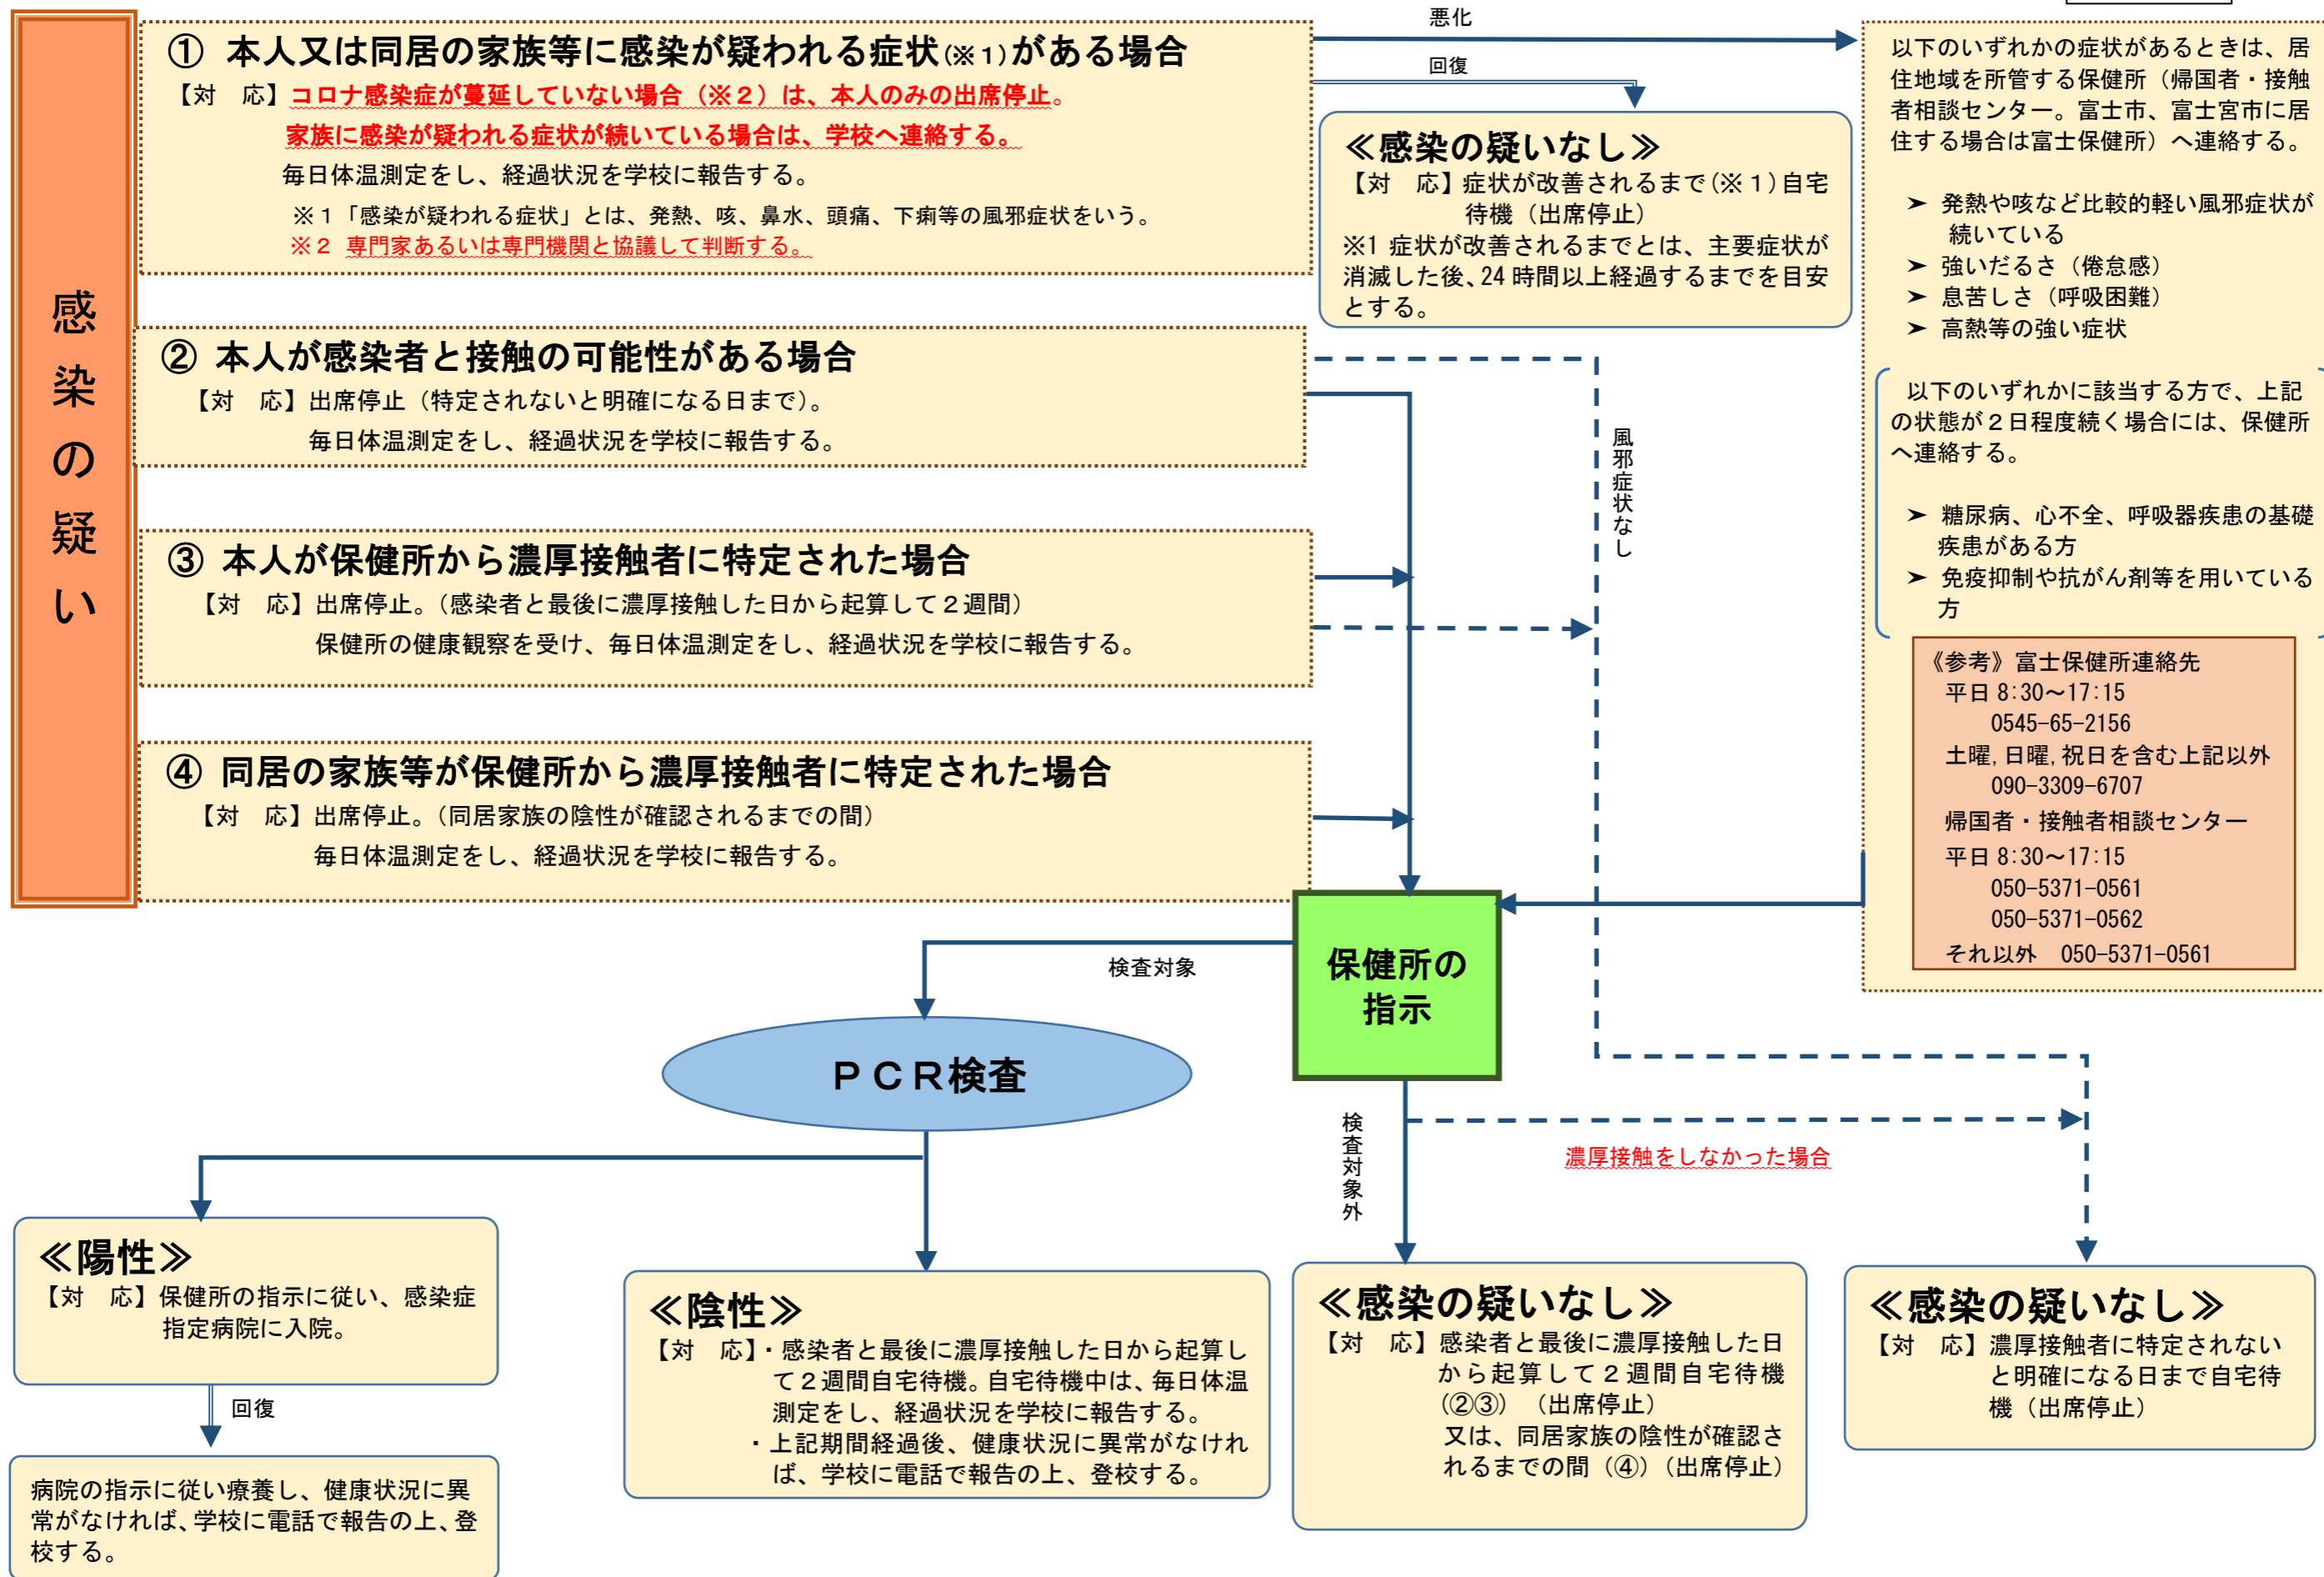 感染の疑い
① 本人又は同居の家族等に感染が疑われる症状(※1)がある場合
【対　応】コロナ感染症が蔓延していない場合（※２）は、本人のみの出席停止。
家族に感染が疑われる症状が続いている場合は、学校へ連絡する。
毎日体温測定をし、経過状況を学校に報告する。
※１「感染が疑われる症状」とは、発熱、咳、鼻水、頭痛、下痢等の風邪症状をいう。
※２ 専門家あるいは専門機関と協議して判断する。
悪化
回復
≪感染の疑いなし≫
【対　応】症状が改善されるまで(※１)自宅
待機（出席停止）
※1 症状が改善されるまでとは、主要症状が
消滅した後、24 時間以上経過するまでを目安
とする。
以下のいずれかの症状があるときは、居
住地域を所管する保健所（帰国者・接触
者相談センター。富士市、富士宮市に居
住する場合は富士保健所）へ連絡する。
➤ 発熱や咳など比較的軽い風邪症状が
続いている
➤ 強いだるさ（倦怠感）
➤ 息苦しさ（呼吸困難）
➤ 高熱等の強い症状
以下のいずれかに該当する方で、上記
の状態が２日程度続く場合には、保健所
へ連絡する。
➤ 糖尿病、心不全、呼吸器疾患の基礎
疾患がある方
➤ 免疫抑制や抗がん剤等を用いている
方
《参考》富士保健所連絡先
平日 8:30～17:15
0545-65-2156
土曜,日曜,祝日を含む上記以外
090-3309-6707
帰国者・接触者相談センター
平日 8:30～17:15
050-5371-0561
050-5371-0562
それ以外　050-5371-0561
② 本人が感染者と接触の可能性がある場合
【対　応】出席停止（特定されないと明確になる日まで）。
毎日体温測定をし、経過状況を学校に報告する。
風邪症状なし
③ 本人が保健所から濃厚接触者に特定された場合
【対　応】出席停止。（感染者と最後に濃厚接触した日から起算して２週間）
保健所の健康観察を受け、毎日体温測定をし、経過状況を学校に報告する。
④ 同居の家族等が保健所から濃厚接触者に特定された場合
【対　応】出席停止。（同居家族の陰性が確認されるまでの間）
毎日体温測定をし、経過状況を学校に報告する。
保健所の
指示
検査対象
ＰＣＲ検査
検査対象外
濃厚接触をしなかった場合
≪陽性≫
【対　応】保健所の指示に従い、感染症
指定病院に入院。
回復
病院の指示に従い療養し、健康状況に異
常がなければ、学校に電話で報告の上、登
校する。
≪陰性≫
【対　応】・感染者と最後に濃厚接触した日から起算し
て２週間自宅待機。自宅待機中は、毎日体温
測定をし、経過状況を学校に報告する。
・上記期間経過後、健康状況に異常がなけれ
ば、学校に電話で報告の上、登校する。
≪感染の疑いなし≫
【対　応】感染者と最後に濃厚接触した日
から起算して２週間自宅待機
(②③)　（出席停止）
又は、同居家族の陰性が確認さ
れるまでの間（④）（出席停止）
≪感染の疑いなし≫
【対　応】濃厚接触者に特定されない
と明確になる日まで自宅待
機（出席停止）